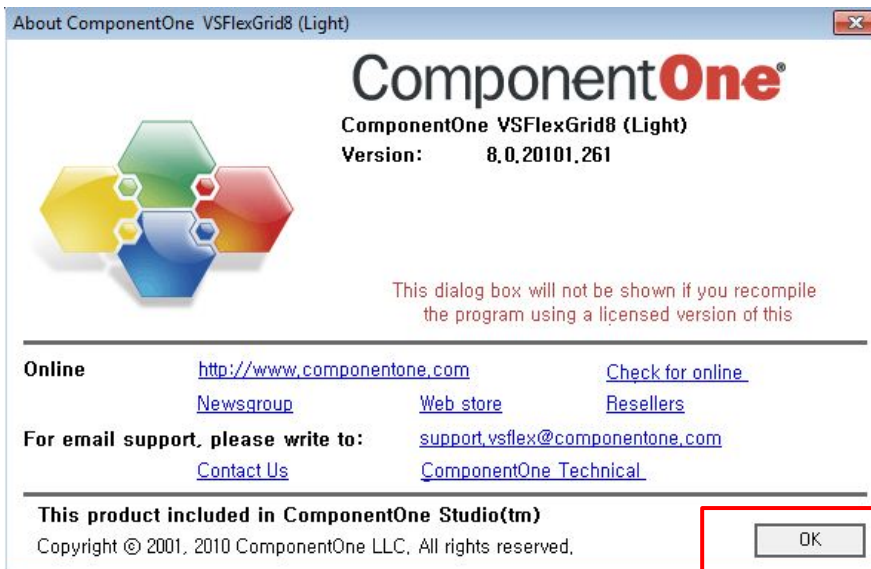 About ComponentOne VSFlexGrid8 (Light)
ComponentOne®
ComponentOne VSFlexGrid8 (Light)
Version: 8.0.20101.261
This dialog box will not be shown if you recompile
the program using a licensed version of this
Online http://www.componentone.com Check for online
Newsgroup Web store Resellers
For email support, please write to: support.vsflex@componentone.com
Contact Us ComponentOne Technical
This product included in ComponentOne Studio(tm)
Copyright © 2001, 2010 ComponentOne LLC, All rights reserved.
OK